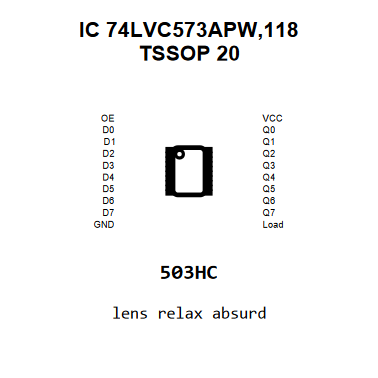 IC 74LVC573APW,118
TSSOP 20
OE VCC
D0 Q0
D1 Q1
D2 Q2
D3 Q3
D4 Q4
D5 Q5
D6 Q6
D7 Q7
GND Load
503HC
lens relax absurd